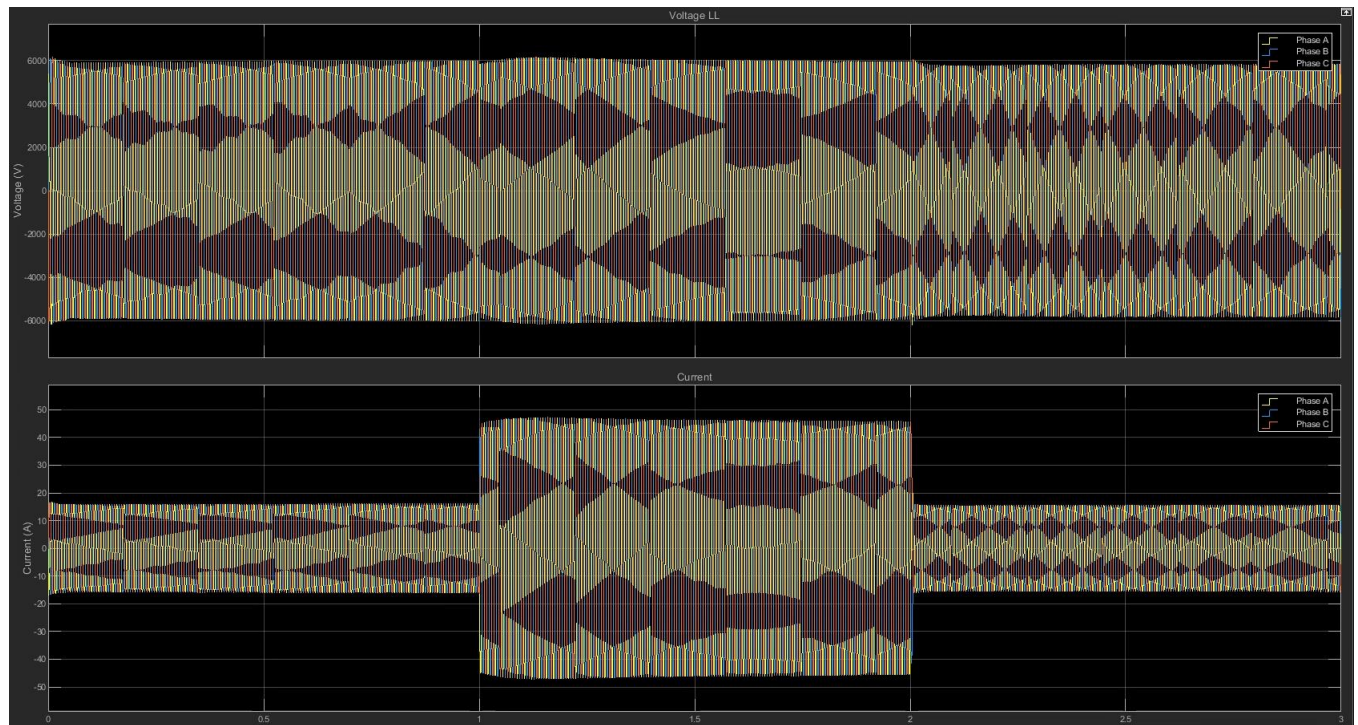 Voltage LL
Phase A
Phase B
Phase C
Voltage (V)
6000
4000
2000
0
-2000
-4000
-6000
Current
Phase A
Phase B
Phase C
Current (A)
50
40
30
20
10
0
-10
-20
-30
-40
-50
0 0.5 1 1.5 2 2.5 3